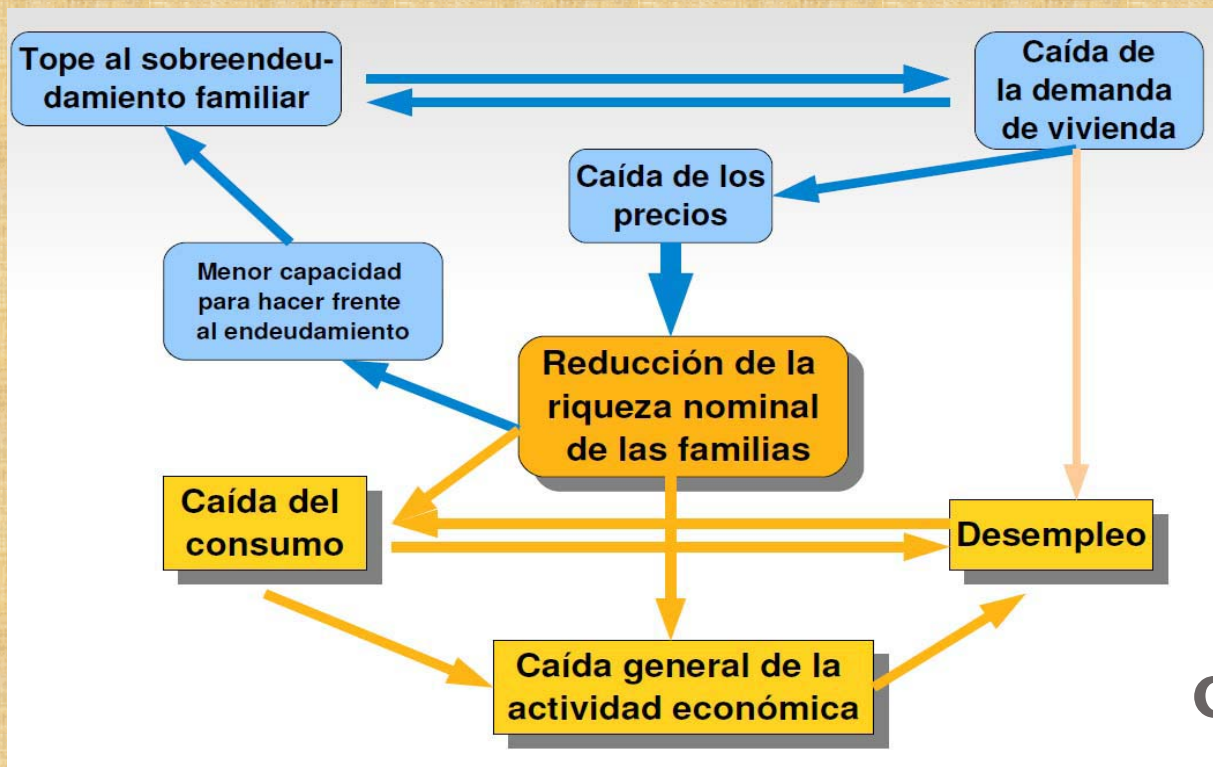 Tope al sobreendeu-
damiento familiar
Caída de
la demanda
de vivienda
Caída de los
precios
Menor capacidad
para hacer frente
al endeudamiento
Reducción de la
riqueza nominal
de las familias
Caída del
consumo
Desempleo
Caída general de la
actividad económica